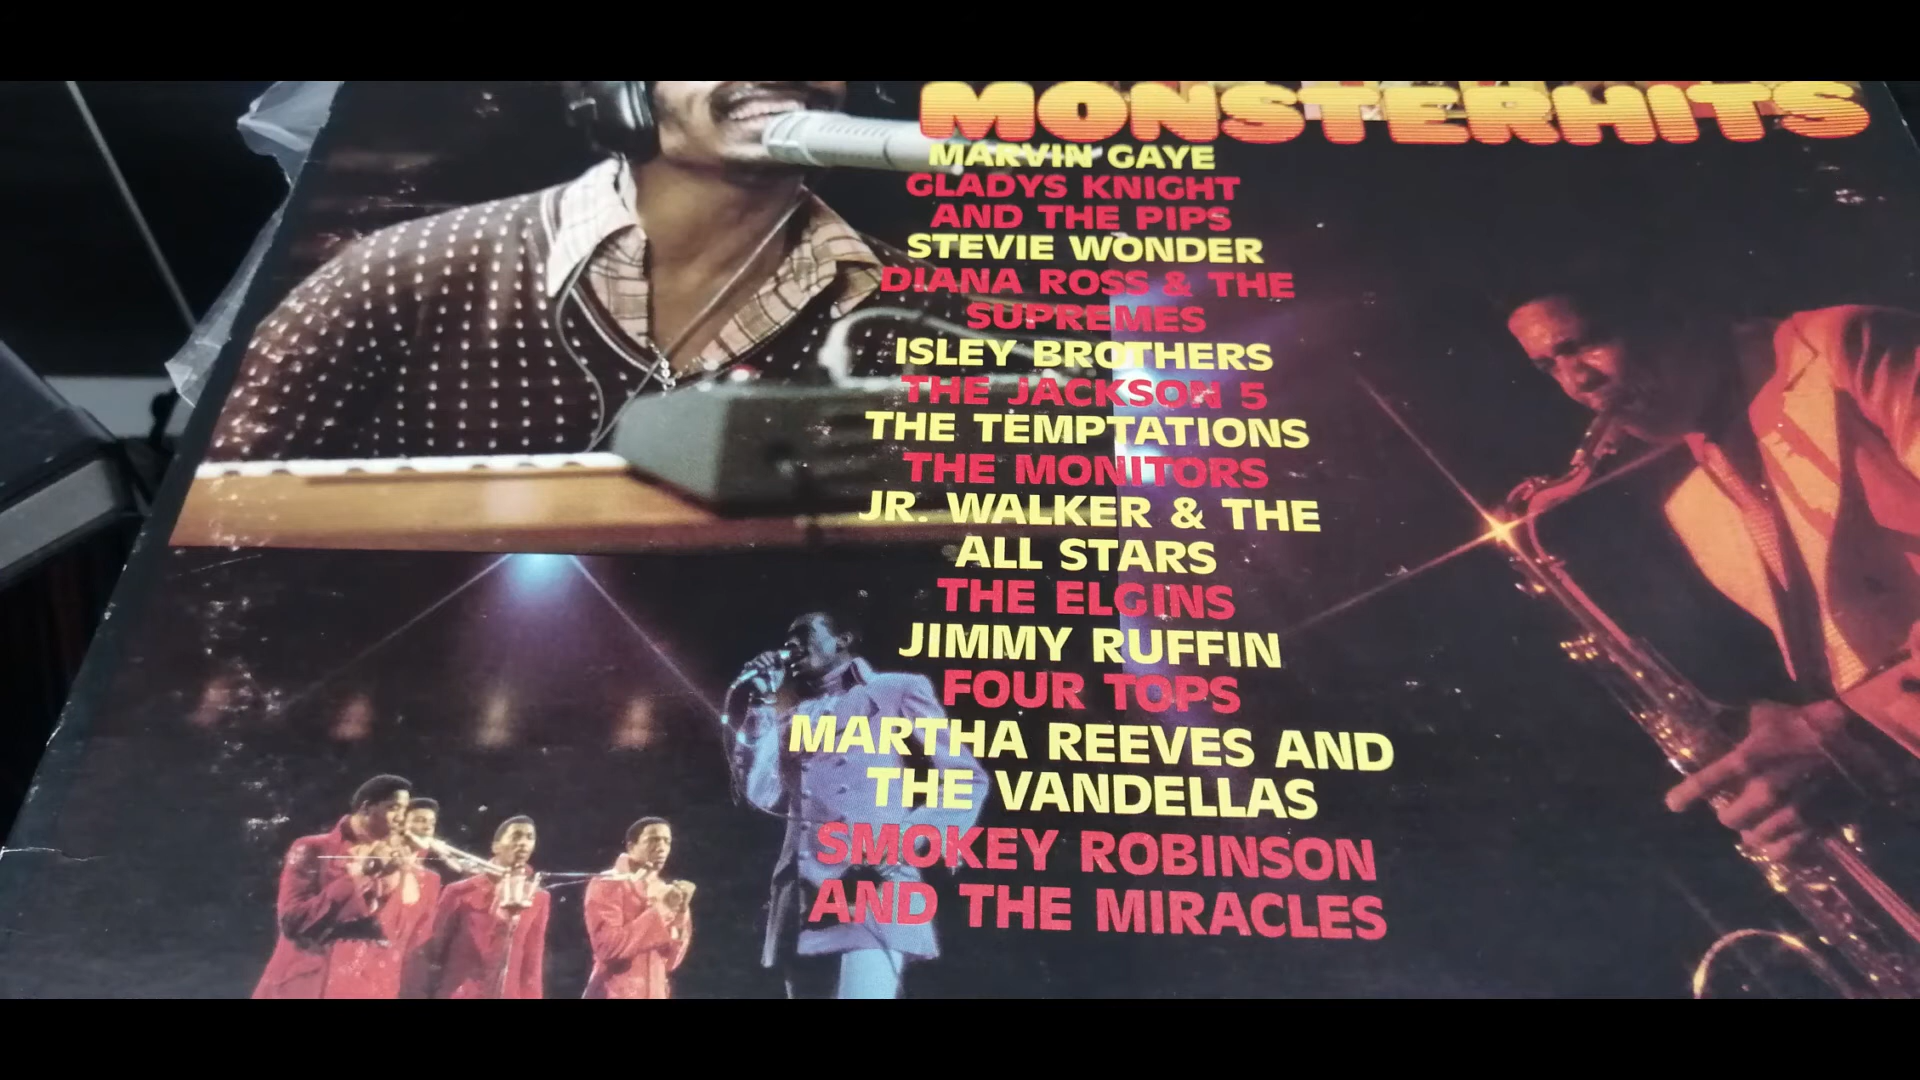 MONSTERHITS
MARVIN GAYE
GLADYS KNIGHT
AND THE PIPS
STEVIE WONDER
DIANA ROSS & THE
SUPREMES
ISLEY BROTHERS
THE JACKSON 5
THE TEMPTATIONS
THE MONITORS
JR. WALKER & THE
ALL STARS
THE ELGINS
JIMMY RUFFIN
FOUR TOPS
MARTHA REEVES AND
THE VANDELLAS
SMOKEY ROBINSON
AND THE MIRACLES